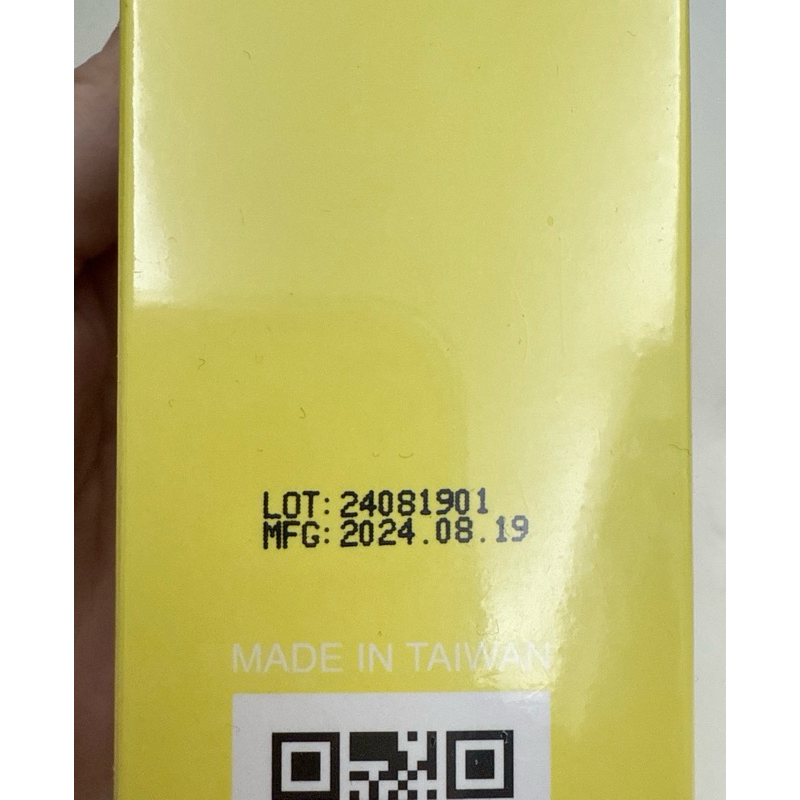 LOT: 24081901
MFG: 2024.08.19
MADE IN TAIWAN